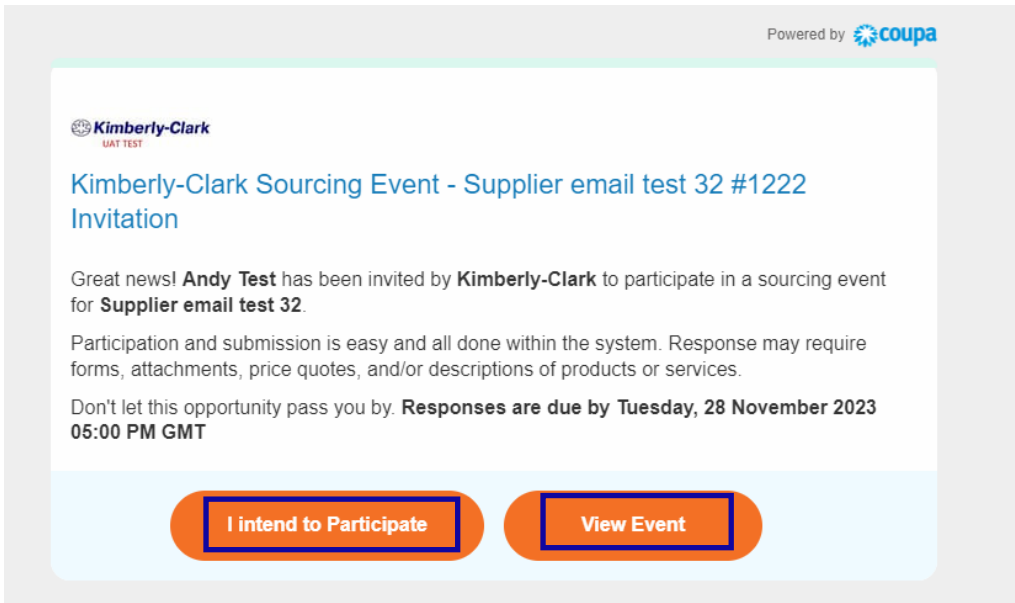 Powered by coupa
Kimberly-Clark
UAT TEST
Kimberly-Clark Sourcing Event - Supplier email test 32 #1222
Invitation
Great news! Andy Test has been invited by Kimberly-Clark to participate in a sourcing event
for Supplier email test 32.
Participation and submission is easy and all done within the system. Response may require
forms, attachments, price quotes, and/or descriptions of products or services.
Don't let this opportunity pass you by. Responses are due by Tuesday, 28 November 2023
05:00 PM GMT
I intend to Participate
View Event